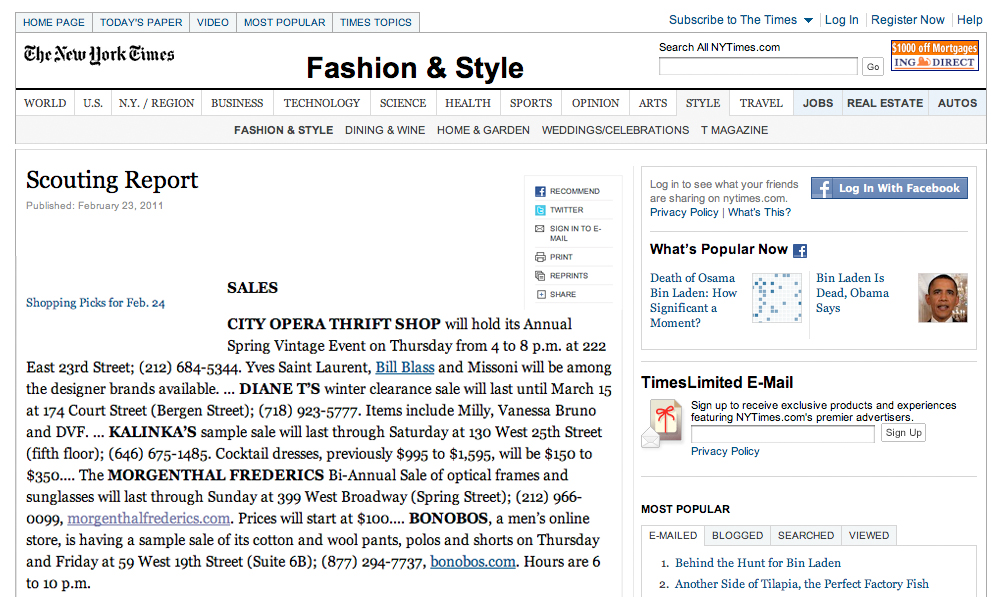 HOME PAGE TODAY'S PAPER VIDEO MOST POPULAR TIMES TOPICS
Subscribe to The Times Log In Register Now Help
The New York Times
Fashion & Style
Search All NYTimes.com
Go
$1000 off Mortgages
ING DIRECT
WORLD U.S. N.Y. / REGION BUSINESS TECHNOLOGY SCIENCE HEALTH SPORTS OPINION ARTS STYLE TRAVEL JOBS REAL ESTATE AUTOS
FASHION & STYLE DINING & WINE HOME & GARDEN WEDDINGS/CELEBRATIONS T MAGAZINE
Scouting Report
Published: February 23, 2011
RECOMMEND
TWITTER
SIGN IN TO E-
MAIL
PRINT
REPRINTS
SHARE
Shopping Picks for Feb. 24
SALES
CITY OPERA THRIFT SHOP will hold its Annual
Spring Vintage Event on Thursday from 4 to 8 p.m. at 222
East 23rd Street; (212) 684-5344. Yves Saint Laurent, Bill Blass and Missoni will be among
the designer brands available. ... DIANE T'S winter clearance sale will last until March 15
at 174 Court Street (Bergen Street); (718) 923-5777. Items include Milly, Vanessa Bruno
and DVF. ... KALINKA'S sample sale will last through Saturday at 130 West 25th Street
(fifth floor); (646) 675-1485. Cocktail dresses, previously $995 to $1,595, will be $150 to
$350.... The MORGENTHAL FREDERICS Bi-Annual Sale of optical frames and
sunglasses will last through Sunday at 399 West Broadway (Spring Street); (212) 966-
0099, morgenthalfrederics.com. Prices will start at $100.... BONOBOS, a men's online
store, is having a sample sale of its cotton and wool pants, polos and shorts on Thursday
and Friday at 59 West 19th Street (Suite 6B); (877) 294-7737, bonobos.com. Hours are 6
to 10 p.m.
Log in to see what your friends
are sharing on nytimes.com.
Privacy Policy | What's This?
f Log In With Facebook
What's Popular Now
Death of Osama
Bin Laden: How
Significant a
Moment?
Bin Laden Is
Dead, Obama
Says
TimesLimited E-Mail
Sign up to receive exclusive products and experiences
featuring NYTimes.com's premier advertisers.
Sign Up
Privacy Policy
MOST POPULAR
E-MAILED BLOGGED SEARCHED VIEWED
1. Behind the Hunt for Bin Laden
2. Another Side of Tilapia, the Perfect Factory Fish